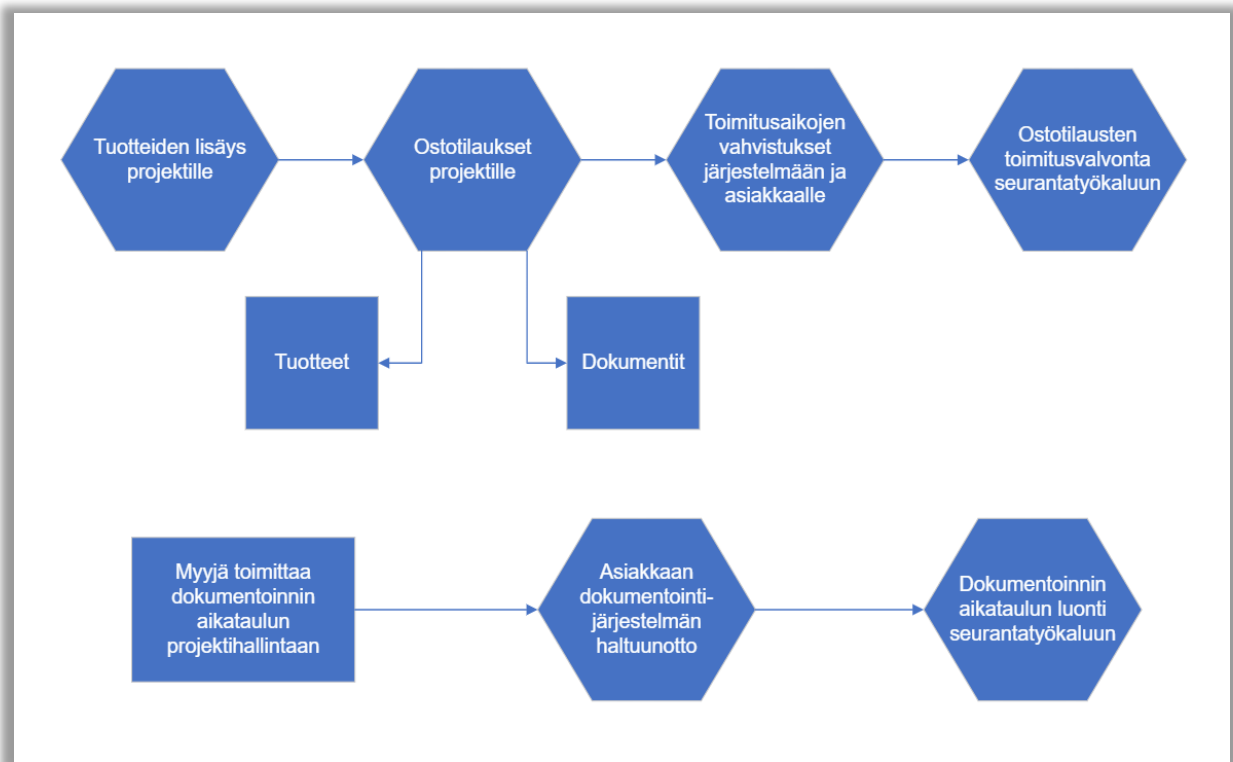 Tuotteiden lisäys
projektille
Ostotilaukset
projektille
Toimitusaikojen
vahvistukset
järjestelmään ja
asiakkaalle
Ostotilausten
toimitusvalvonta
seurantatyökaluun
Tuotteet
Dokumentit
Myyjä toimittaa
dokumentoinnin
aikataulun
projektihallintaan
Asiakkaan
dokumentointi-
järjestelmän
haltuunotto
Dokumentoinnin
aikataulun luonti
seurantatyökaluun